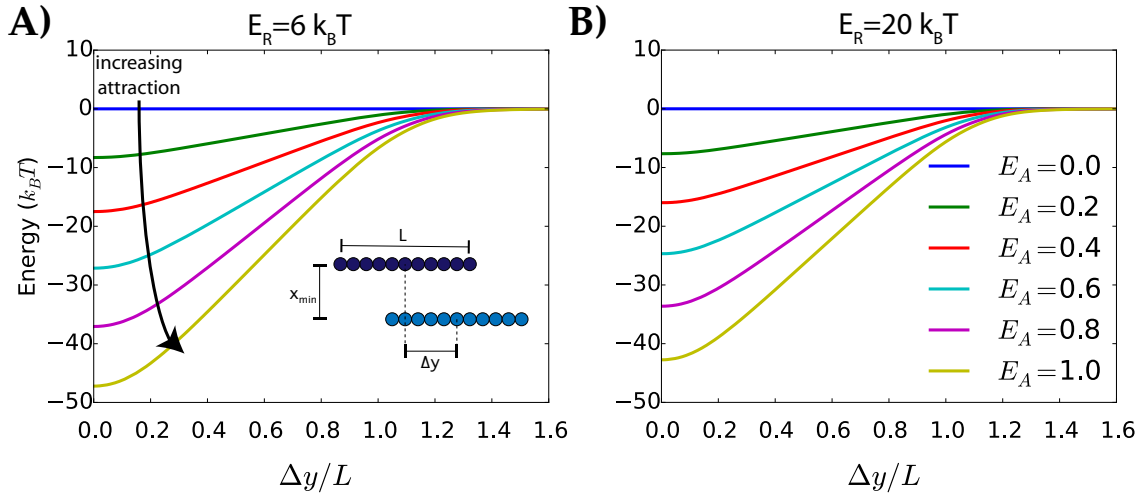 A)
E_R=6 k_BT
increasing
attraction
Energy (k_BT)
10
0
−10
−20
−30
−40
−50
0.0 0.2 0.4 0.6 0.8 1.0 1.2 1.4 1.6
Δy/L
L
x_min
Δy
B)
E_R=20 k_BT
10
0
−10
−20
−30
−40
−50
0.0 0.2 0.4 0.6 0.8 1.0 1.2 1.4 1.6
Δy/L
E_A=0.0
E_A=0.2
E_A=0.4
E_A=0.6
E_A=0.8
E_A=1.0